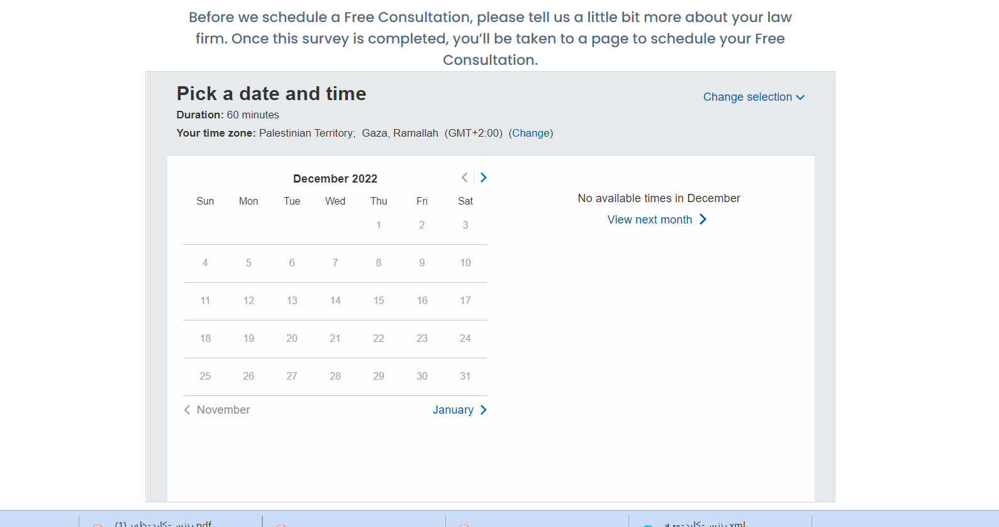 Before we schedule a Free Consultation, please tell us a little bit more about your law
firm. Once this survey is completed, you’ll be taken to a page to schedule your Free
Consultation.
Pick a date and time
Change selection
Duration: 60 minutes
Your time zone: Palestinian Territory; Gaza, Ramallah (GMT+2:00) (Change)
December 2022
Sun Mon Tue Wed Thu Fri Sat
1 2 3
4 5 6 7 8 9 10
11 12 13 14 15 16 17
18 19 20 21 22 23 24
25 26 27 28 29 30 31
November January
No available times in December
View next month
(1) .pdf
.xml